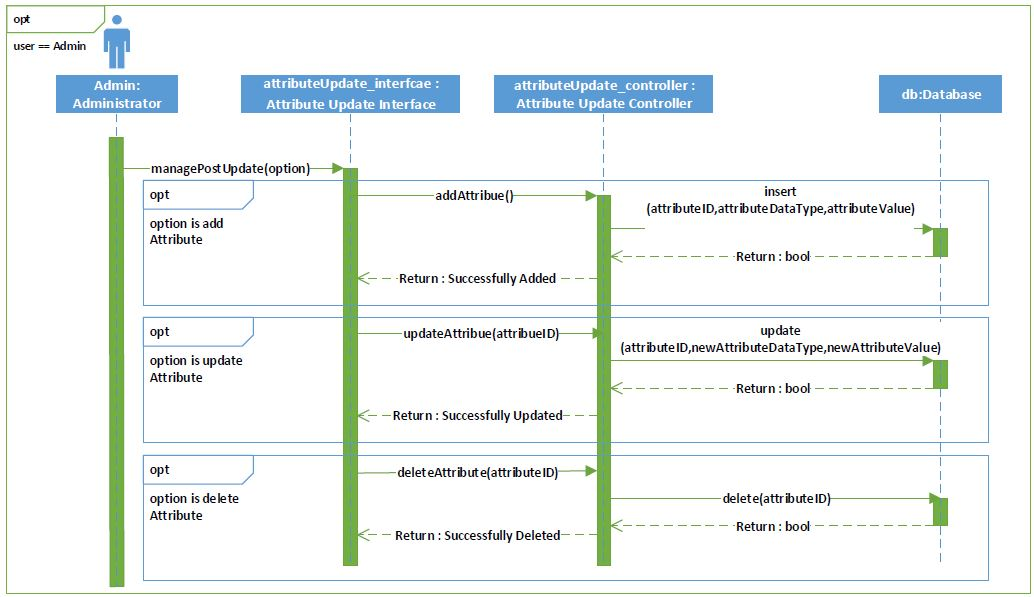 opt
user == Admin
Admin:
Administrator
attributeUpdate_interfcae :
Attribute Update Interface
attributeUpdate_controller :
Attribute Update Controller
db:Database
managePostUpdate(option)
opt
option is add
Attribute
addAttribue()
insert
(attributeID,attributeDataType,attributeValue)
Return : bool
Return : Successfully Added
opt
option is update
Attribute
updateAttribue(attribueID)
update
(attributeID,newAttributeDataType,newAttributeValue)
Return : bool
Return : Successfully Updated
opt
option is delete
Attribute
deleteAttribute(attributeID)
delete(attributeID)
Return : bool
Return : Successfully Deleted